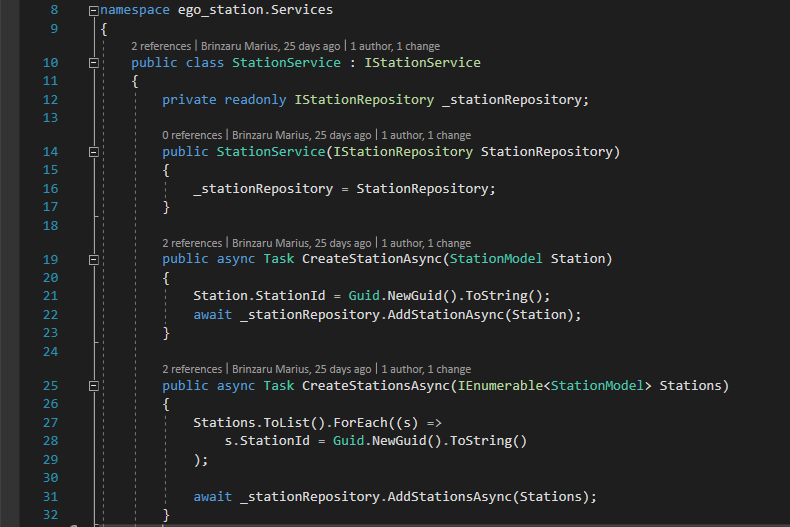 8 namespace ego_station.Services
9 {
2 references | Brinzaru Marius, 25 days ago | 1 author, 1 change
10 public class StationService : IStationService
11 {
12 private readonly IStationRepository _stationRepository;
13
0 references | Brinzaru Marius, 25 days ago | 1 author, 1 change
14 public StationService(IStationRepository StationRepository)
15 {
16 _stationRepository = StationRepository;
17 }
18
2 references | Brinzaru Marius, 25 days ago | 1 author, 1 change
19 public async Task CreateStationAsync(StationModel Station)
20 {
21 Station.StationId = Guid.NewGuid().ToString();
22 await _stationRepository.AddStationAsync(Station);
23 }
24
2 references | Brinzaru Marius, 25 days ago | 1 author, 1 change
25 public async Task CreateStationsAsync(IEnumerable<StationModel> Stations)
26 {
27 Stations.ToList().ForEach((s) =>
28 s.StationId = Guid.NewGuid().ToString()
29 );
30
31 await _stationRepository.AddStationsAsync(Stations);
32 }